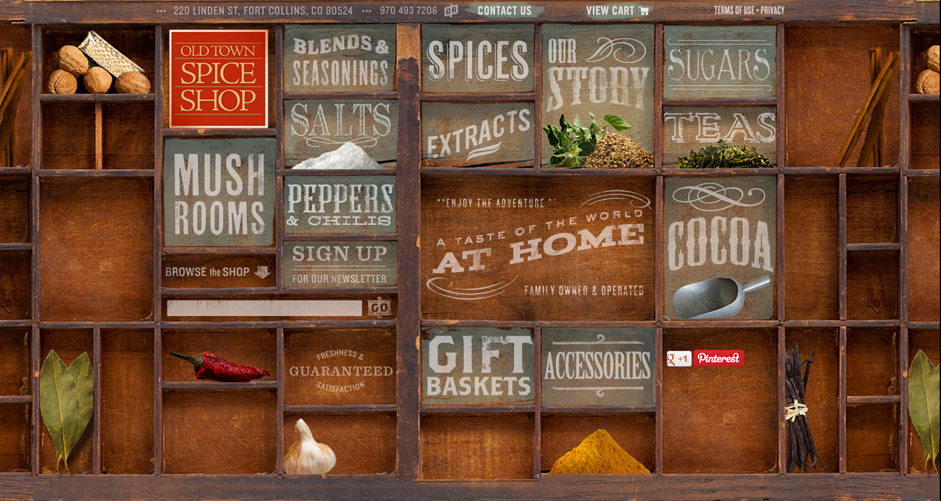 ••• 220 LINDEN ST, FORT COLLINS, CO 80524 ••• 970 493 7206
CONTACT US
VIEW CART
TERMS OF USE • PRIVACY
OLD TOWN
SPICE
SHOP
BLENDS &
SEASONINGS
SALTS
MUSH
ROOMS
PEPPERS
& CHILIS
SIGN UP
FOR OUR NEWSLETTER
BROWSE the SHOP
GO
SPICES
EXTRACTS
OUR
STORY
SUGARS
TEAS
"ENJOY THE ADVENTURE"
A TASTE OF THE WORLD
AT HOME
FAMILY OWNED & OPERATED
COCOA
FRESHNESS &
GUARANTEED
SATISFACTION
GIFT
BASKETS
ACCESSORIES
g +1
Pinterest